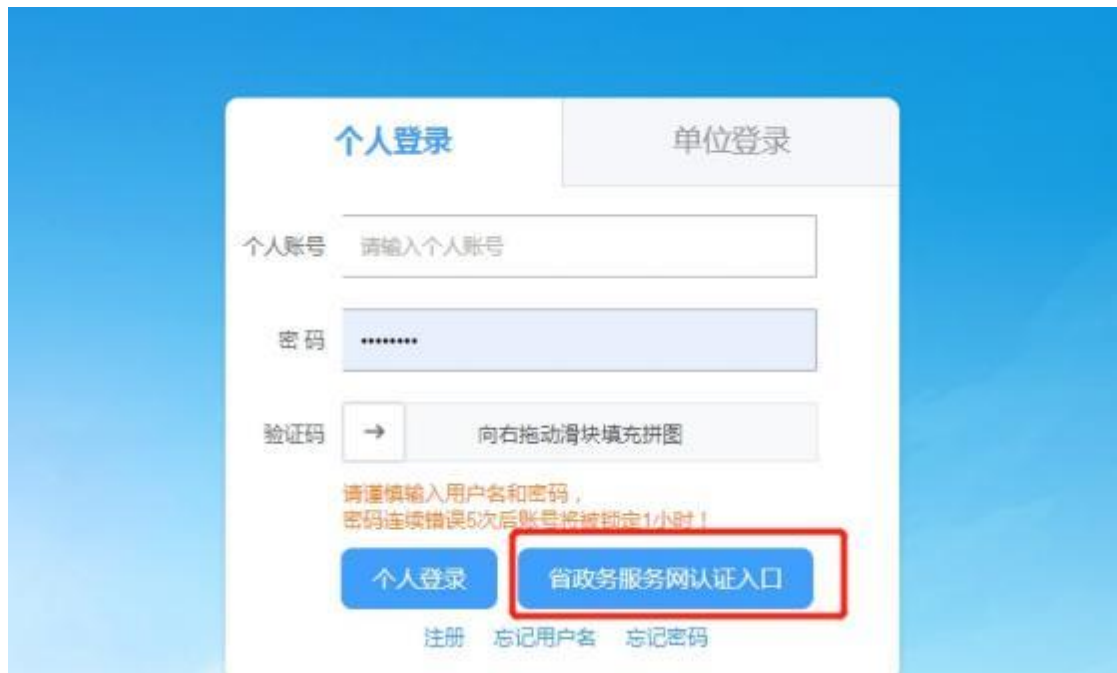 个人登录 单位登录
个人账号 请输入个人账号
密码 ••••••••
验证码 → 向右拖动滑块填充拼图
请谨慎输入用户名和密码，
密码连续错误5次后账号将被锁定1小时！
个人登录 省政务服务网认证入口
注册 忘记用户名 忘记密码